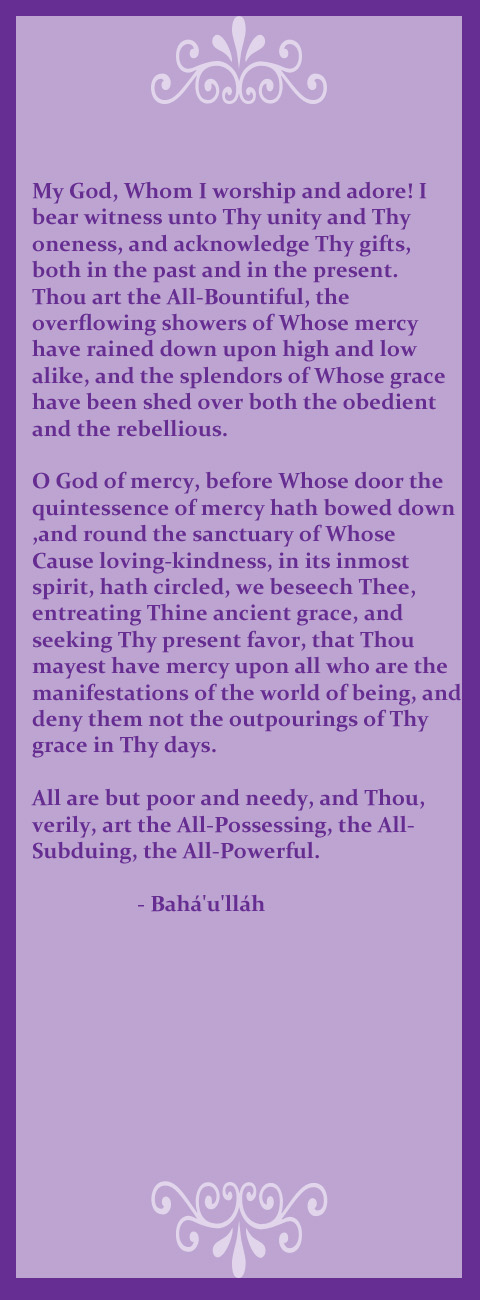 My God, Whom I worship and adore! I
bear witness unto Thy unity and Thy
oneness, and acknowledge Thy gifts,
both in the past and in the present.
Thou art the All-Bountiful, the
overflowing showers of Whose mercy
have rained down upon high and low
alike, and the splendors of Whose grace
have been shed over both the obedient
and the rebellious.
O God of mercy, before Whose door the
quintessence of mercy hath bowed down
,and round the sanctuary of Whose
Cause loving-kindness, in its inmost
spirit, hath circled, we beseech Thee,
entreating Thine ancient grace, and
seeking Thy present favor, that Thou
mayest have mercy upon all who are the
manifestations of the world of being, and
deny them not the outpourings of Thy
grace in Thy days.
All are but poor and needy, and Thou,
verily, art the All-Possessing, the All-
Subduing, the All-Powerful.
- Bahá'u'lláh